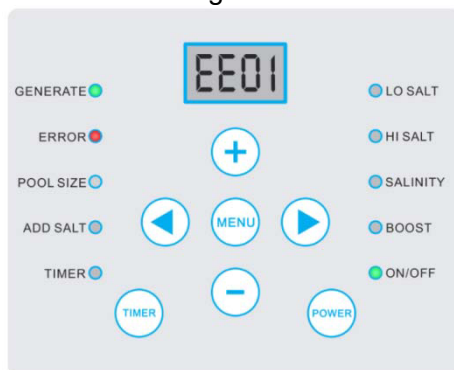 EE01
GENERATE
ERROR
POOL SIZE
ADD SALT
TIMER
LO SALT
HI SALT
SALINITY
BOOST
ON/OFF
+
MENU
-
TIMER
POWER